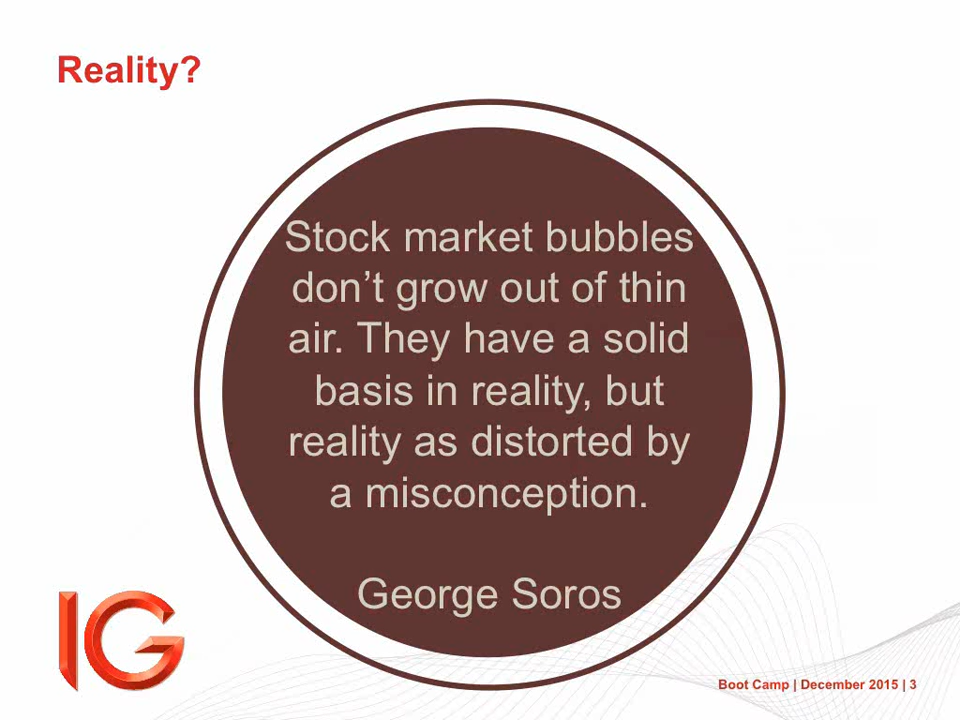 Reality?
Stock market bubbles
don’t grow out of thin
air. They have a solid
basis in reality, but
reality as distorted by
a misconception.
George Soros
IG
Boot Camp | December 2015 | 3